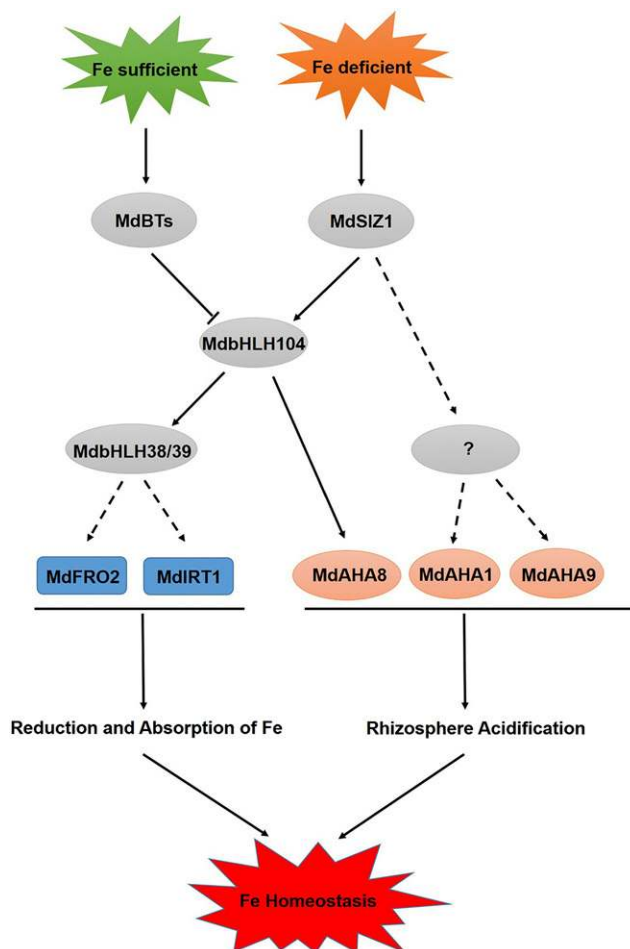 Fe sufficient
Fe deficient
MdBTs
MdSIZ1
MdbHLH104
MdbHLH38/39
?
MdFRO2
MdIRT1
MdAHA8
MdAHA1
MdAHA9
Reduction and Absorption of Fe
Rhizosphere Acidification
Fe Homeostasis